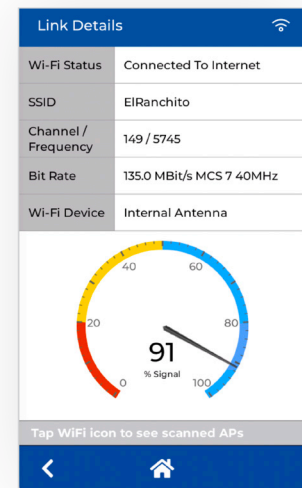 Link Details
Wi-Fi Status Connected To Internet
SSID ElRanchito
Channel / Frequency 149 / 5745
Bit Rate 135.0 MBit/s MCS 7 40MHz
Wi-Fi Device Internal Antenna
40 60
20 80
91
% Signal
0 100
Tap WiFi icon to see scanned APs